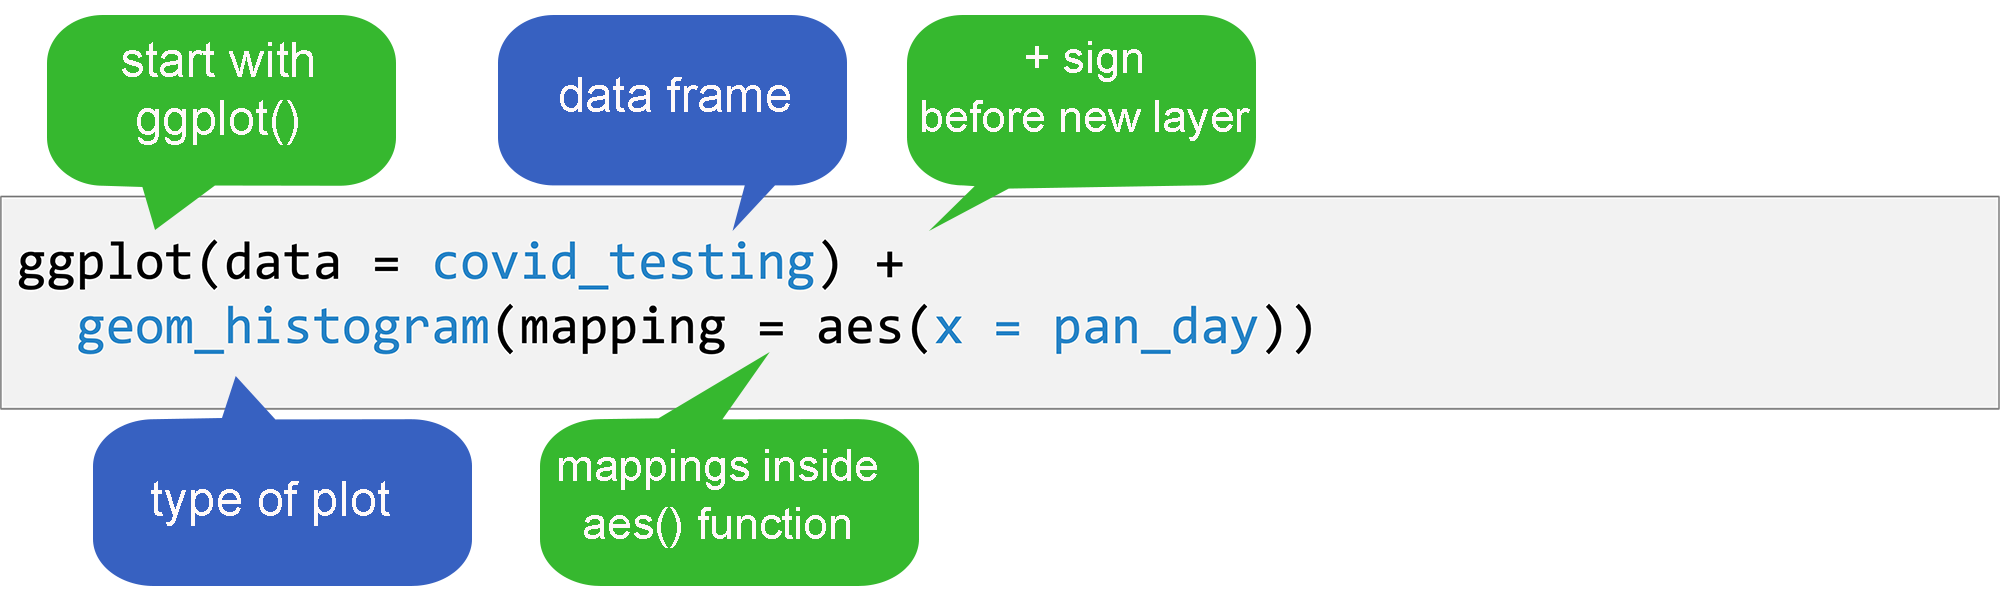 start with
ggplot()
data frame
+ sign
before new layer
ggplot(data = covid_testing) +
  geom_histogram(mapping = aes(x = pan_day))
type of plot
mappings inside
aes() function